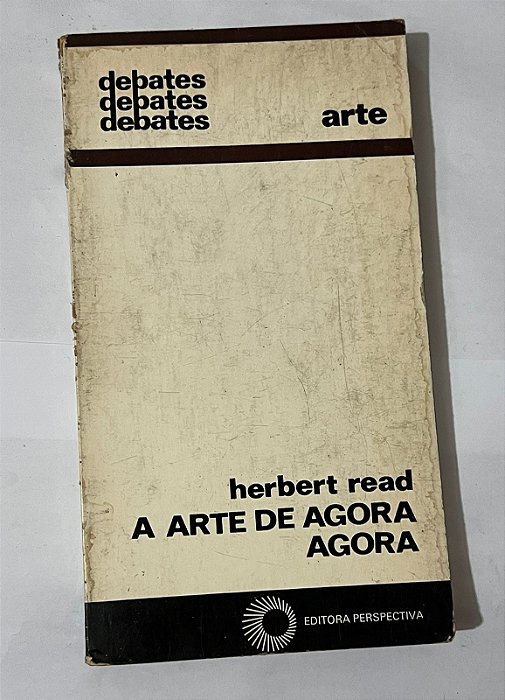 debates
debates
debates
arte
herbert read
A ARTE DE AGORA
AGORA
EDITORA PERSPECTIVA